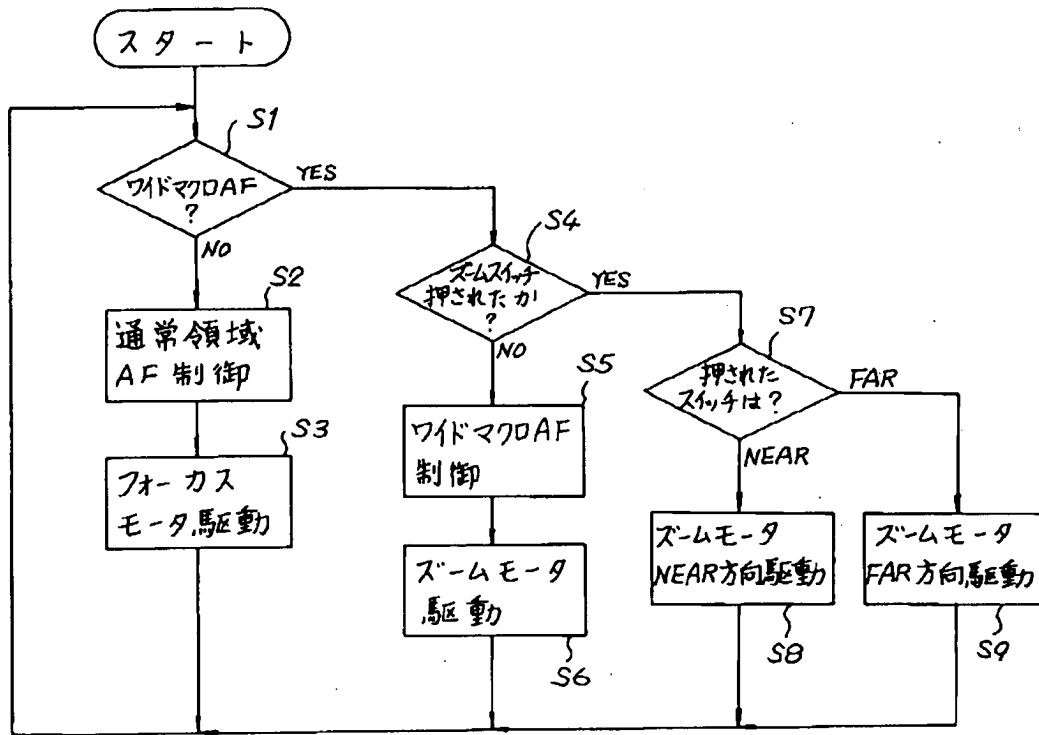 スタート
S1
ワイドマクロAF
?
YES
NO
S2
通常領域
AF制御
S3
フォーカス
モータ駆動
S4
ズームスイッチ
押されたか
?
YES
NO
S5
ワイドマクロAF
制御
ズームモータ
駆動
S6
S7
押された
スイッチは?
FAR
NEAR
ズームモータ
NEAR方向駆動
S8
ズームモータ
FAR方向駆動
S9